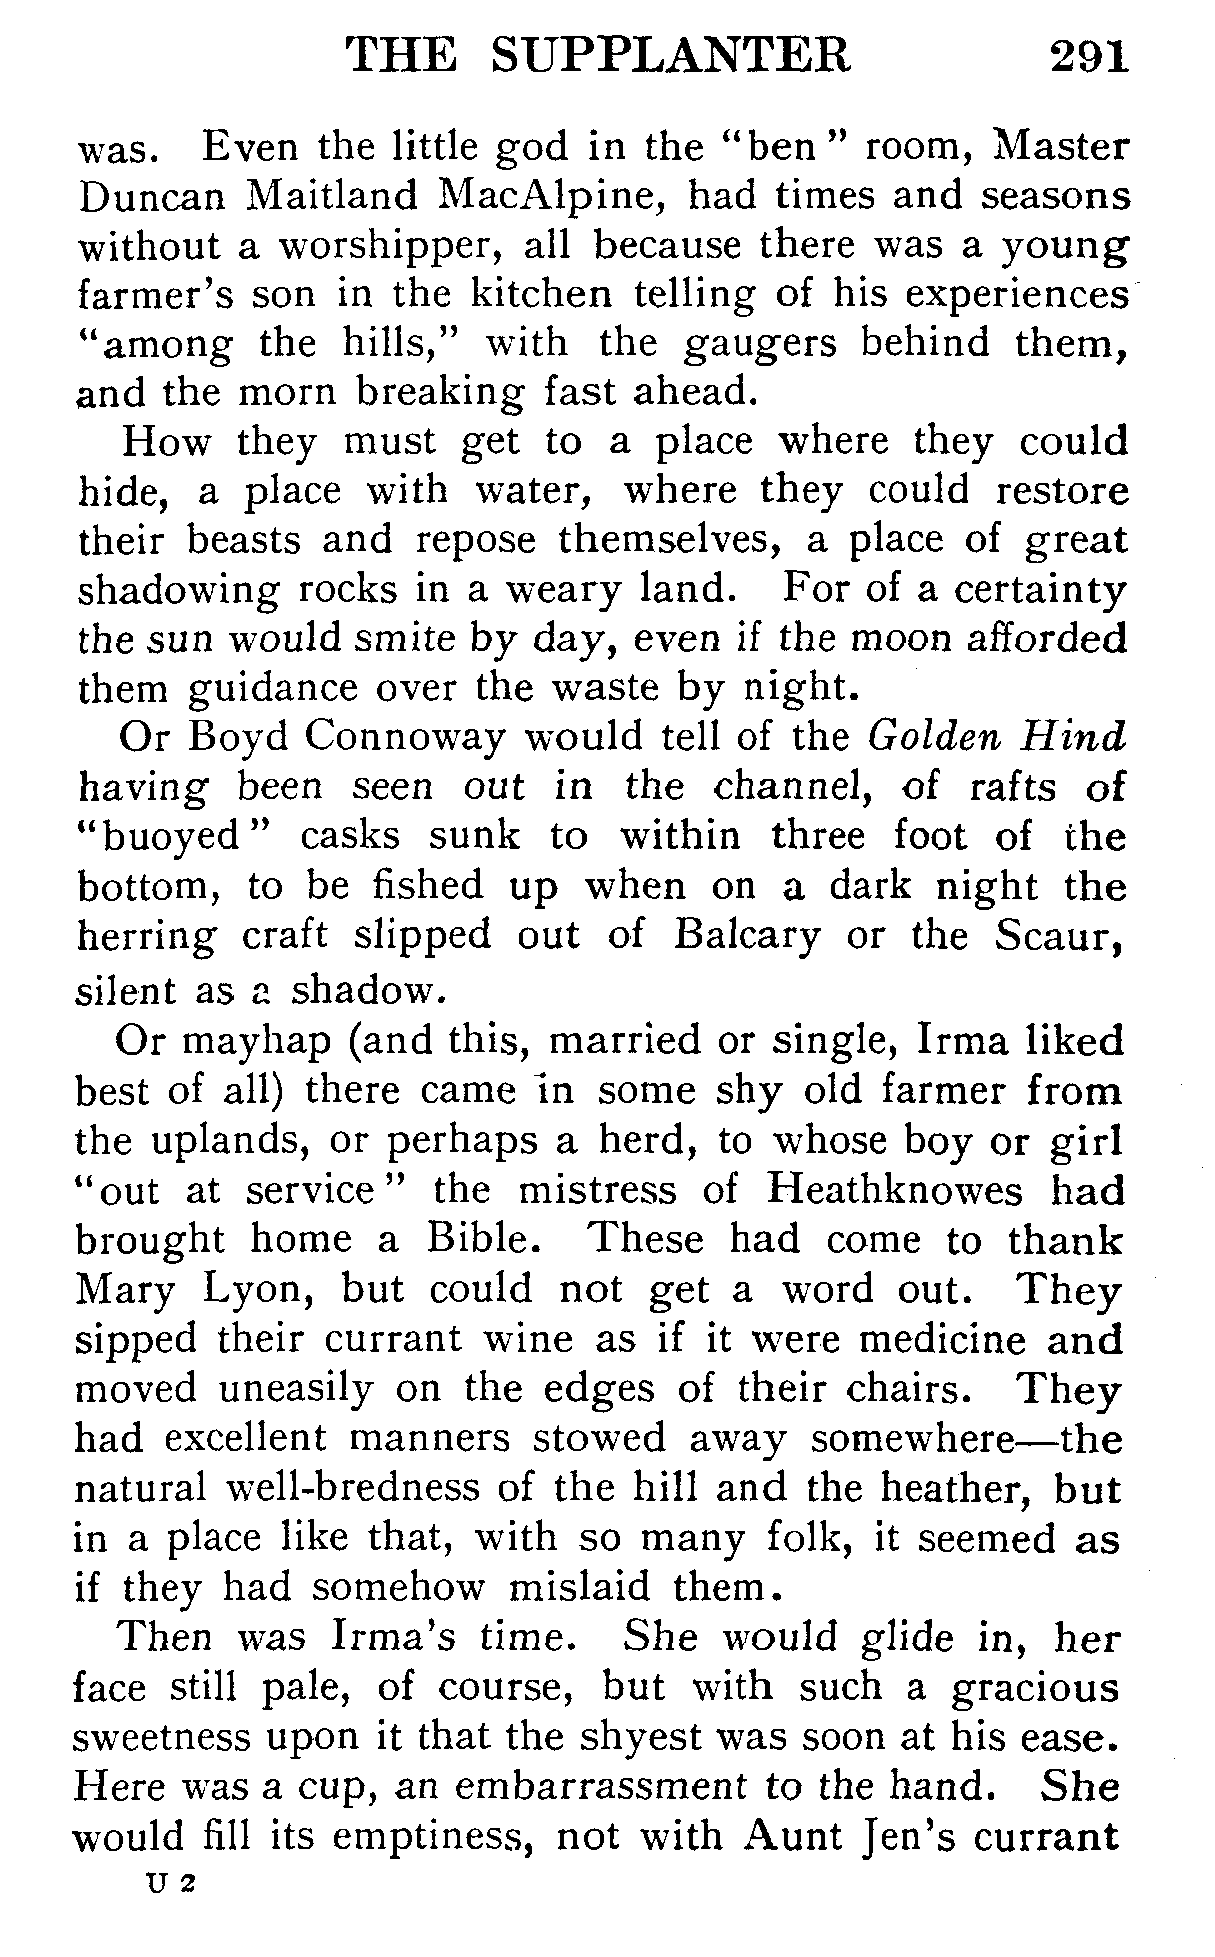 THE SUPPLANTER 291
was. Even the little god in the "ben" room, Master
Duncan Maitland MacAlpine, had times and seasons
without a worshipper, all because there was a young
farmer's son in the kitchen telling of his experiences
"among the hills," with the gaugers behind them,
and the morn breaking fast ahead.
How they must get to a place where they could
hide, a place with water, where they could restore
their beasts and repose themselves, a place of great
shadowing rocks in a weary land. For of a certainty
the sun would smite by day, even if the moon afforded
them guidance over the waste by night.
Or Boyd Connoway would tell of the Golden Hind
having been seen out in the channel, of rafts of
"buoyed" casks sunk to within three foot of the
bottom, to be fished up when on a dark night the
herring craft slipped out of Balcary or the Scaur,
silent as a shadow.
Or mayhap (and this, married or single, Irma liked
best of all) there came in some shy old farmer from
the uplands, or perhaps a herd, to whose boy or girl
"out at service" the mistress of Heathknowes had
brought home a Bible. These had come to thank
Mary Lyon, but could not get a word out. They
sipped their currant wine as if it were medicine and
moved uneasily on the edges of their chairs. They
had excellent manners stowed away somewhere—the
natural well-bredness of the hill and the heather, but
in a place like that, with so many folk, it seemed as
if they had somehow mislaid them.
Then was Irma's time. She would glide in, her
face still pale, of course, but with such a gracious
sweetness upon it that the shyest was soon at his ease.
Here was a cup, an embarrassment to the hand. She
would fill its emptiness, not with Aunt Jen's currant
U 2